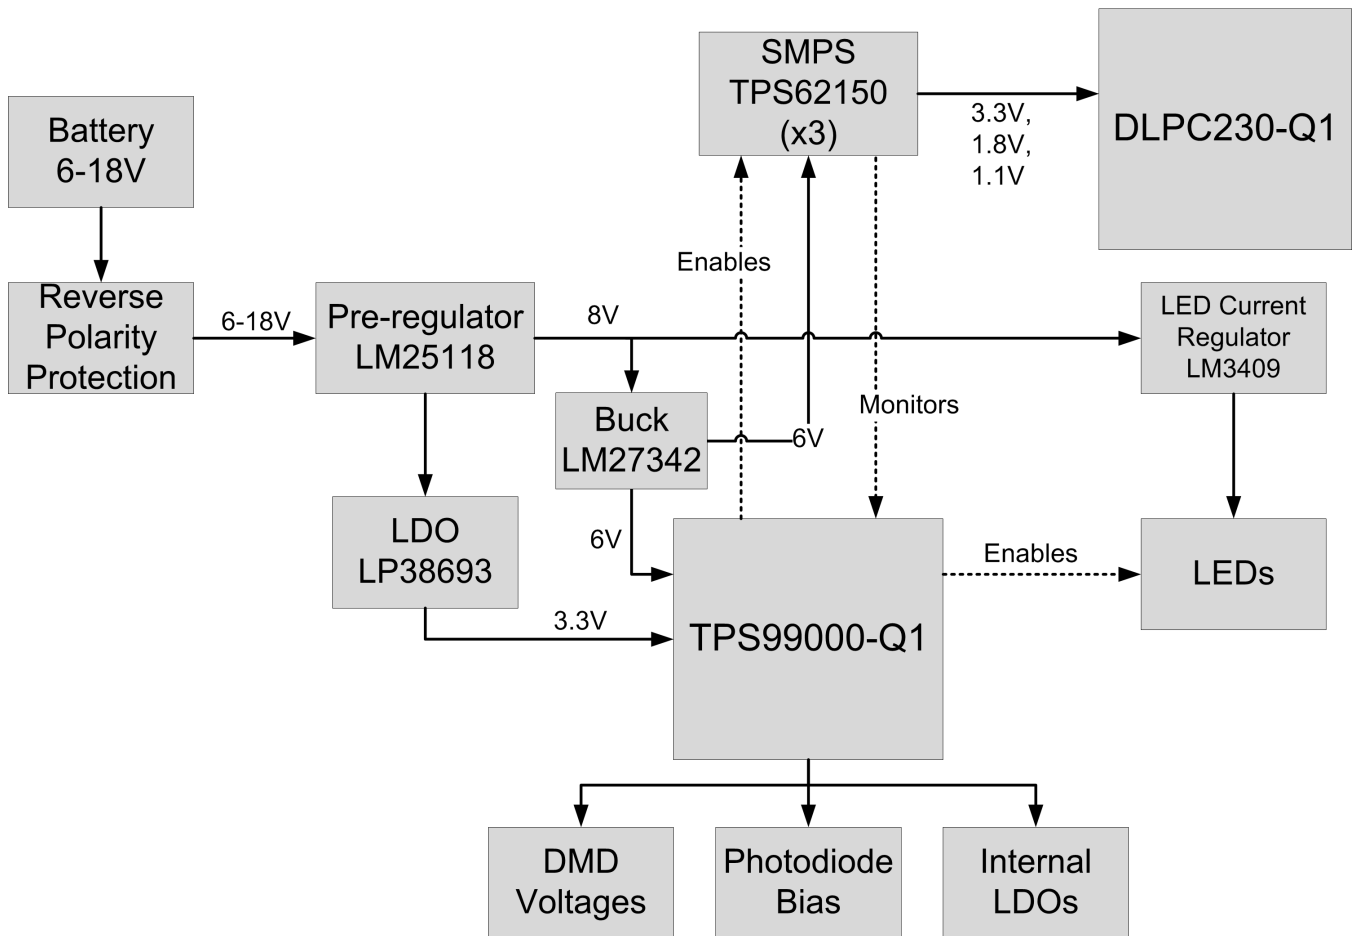 SMPS
TPS62150
(x3)
DLPC230-Q1
3.3V,
1.8V,
1.1V
Battery
6-18V
Enables
Reverse
Polarity
Protection
6-18V
Pre-regulator
LM25118
8V
LED Current
Regulator
LM3409
Monitors
Buck
LM27342
6V
LDO
LP38693
6V
3.3V
TPS99000-Q1
Enables
LEDs
DMD
Voltages
Photodiode
Bias
Internal
LDOs